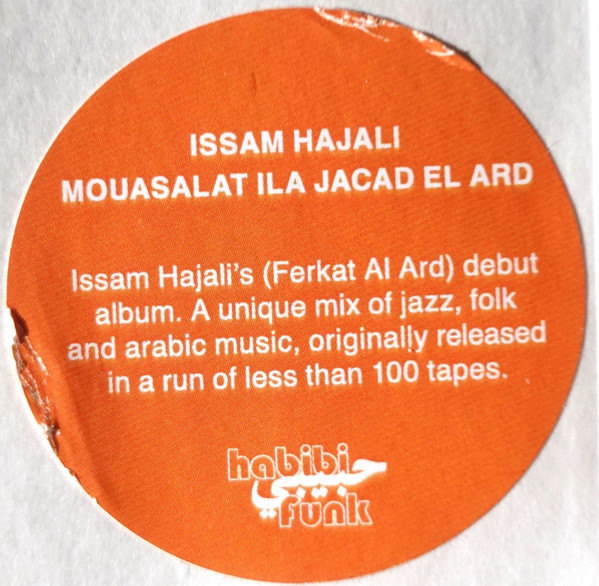 ISSAM HAJALI
MOUASALAT ILA JACAD EL ARD
Issam Hajali's (Ferkat Al Ard) debut
album. A unique mix of jazz, folk
and arabic music, originally released
in a run of less than 100 tapes.
habibi
حبيبي
funk